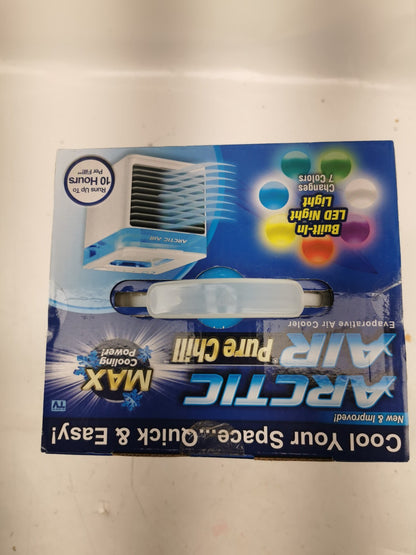 Cool Your Space...Quick & Easy!
New & Improved!
ARCTIC
AIR® Pure Chill
Evaporative Air Cooler
MAX
Cooling
Power!
Built-In
LED Night
Light
Changes
7 Colors
ARCTIC AIR
Runs Up To
10 Hours
Per Fill!**